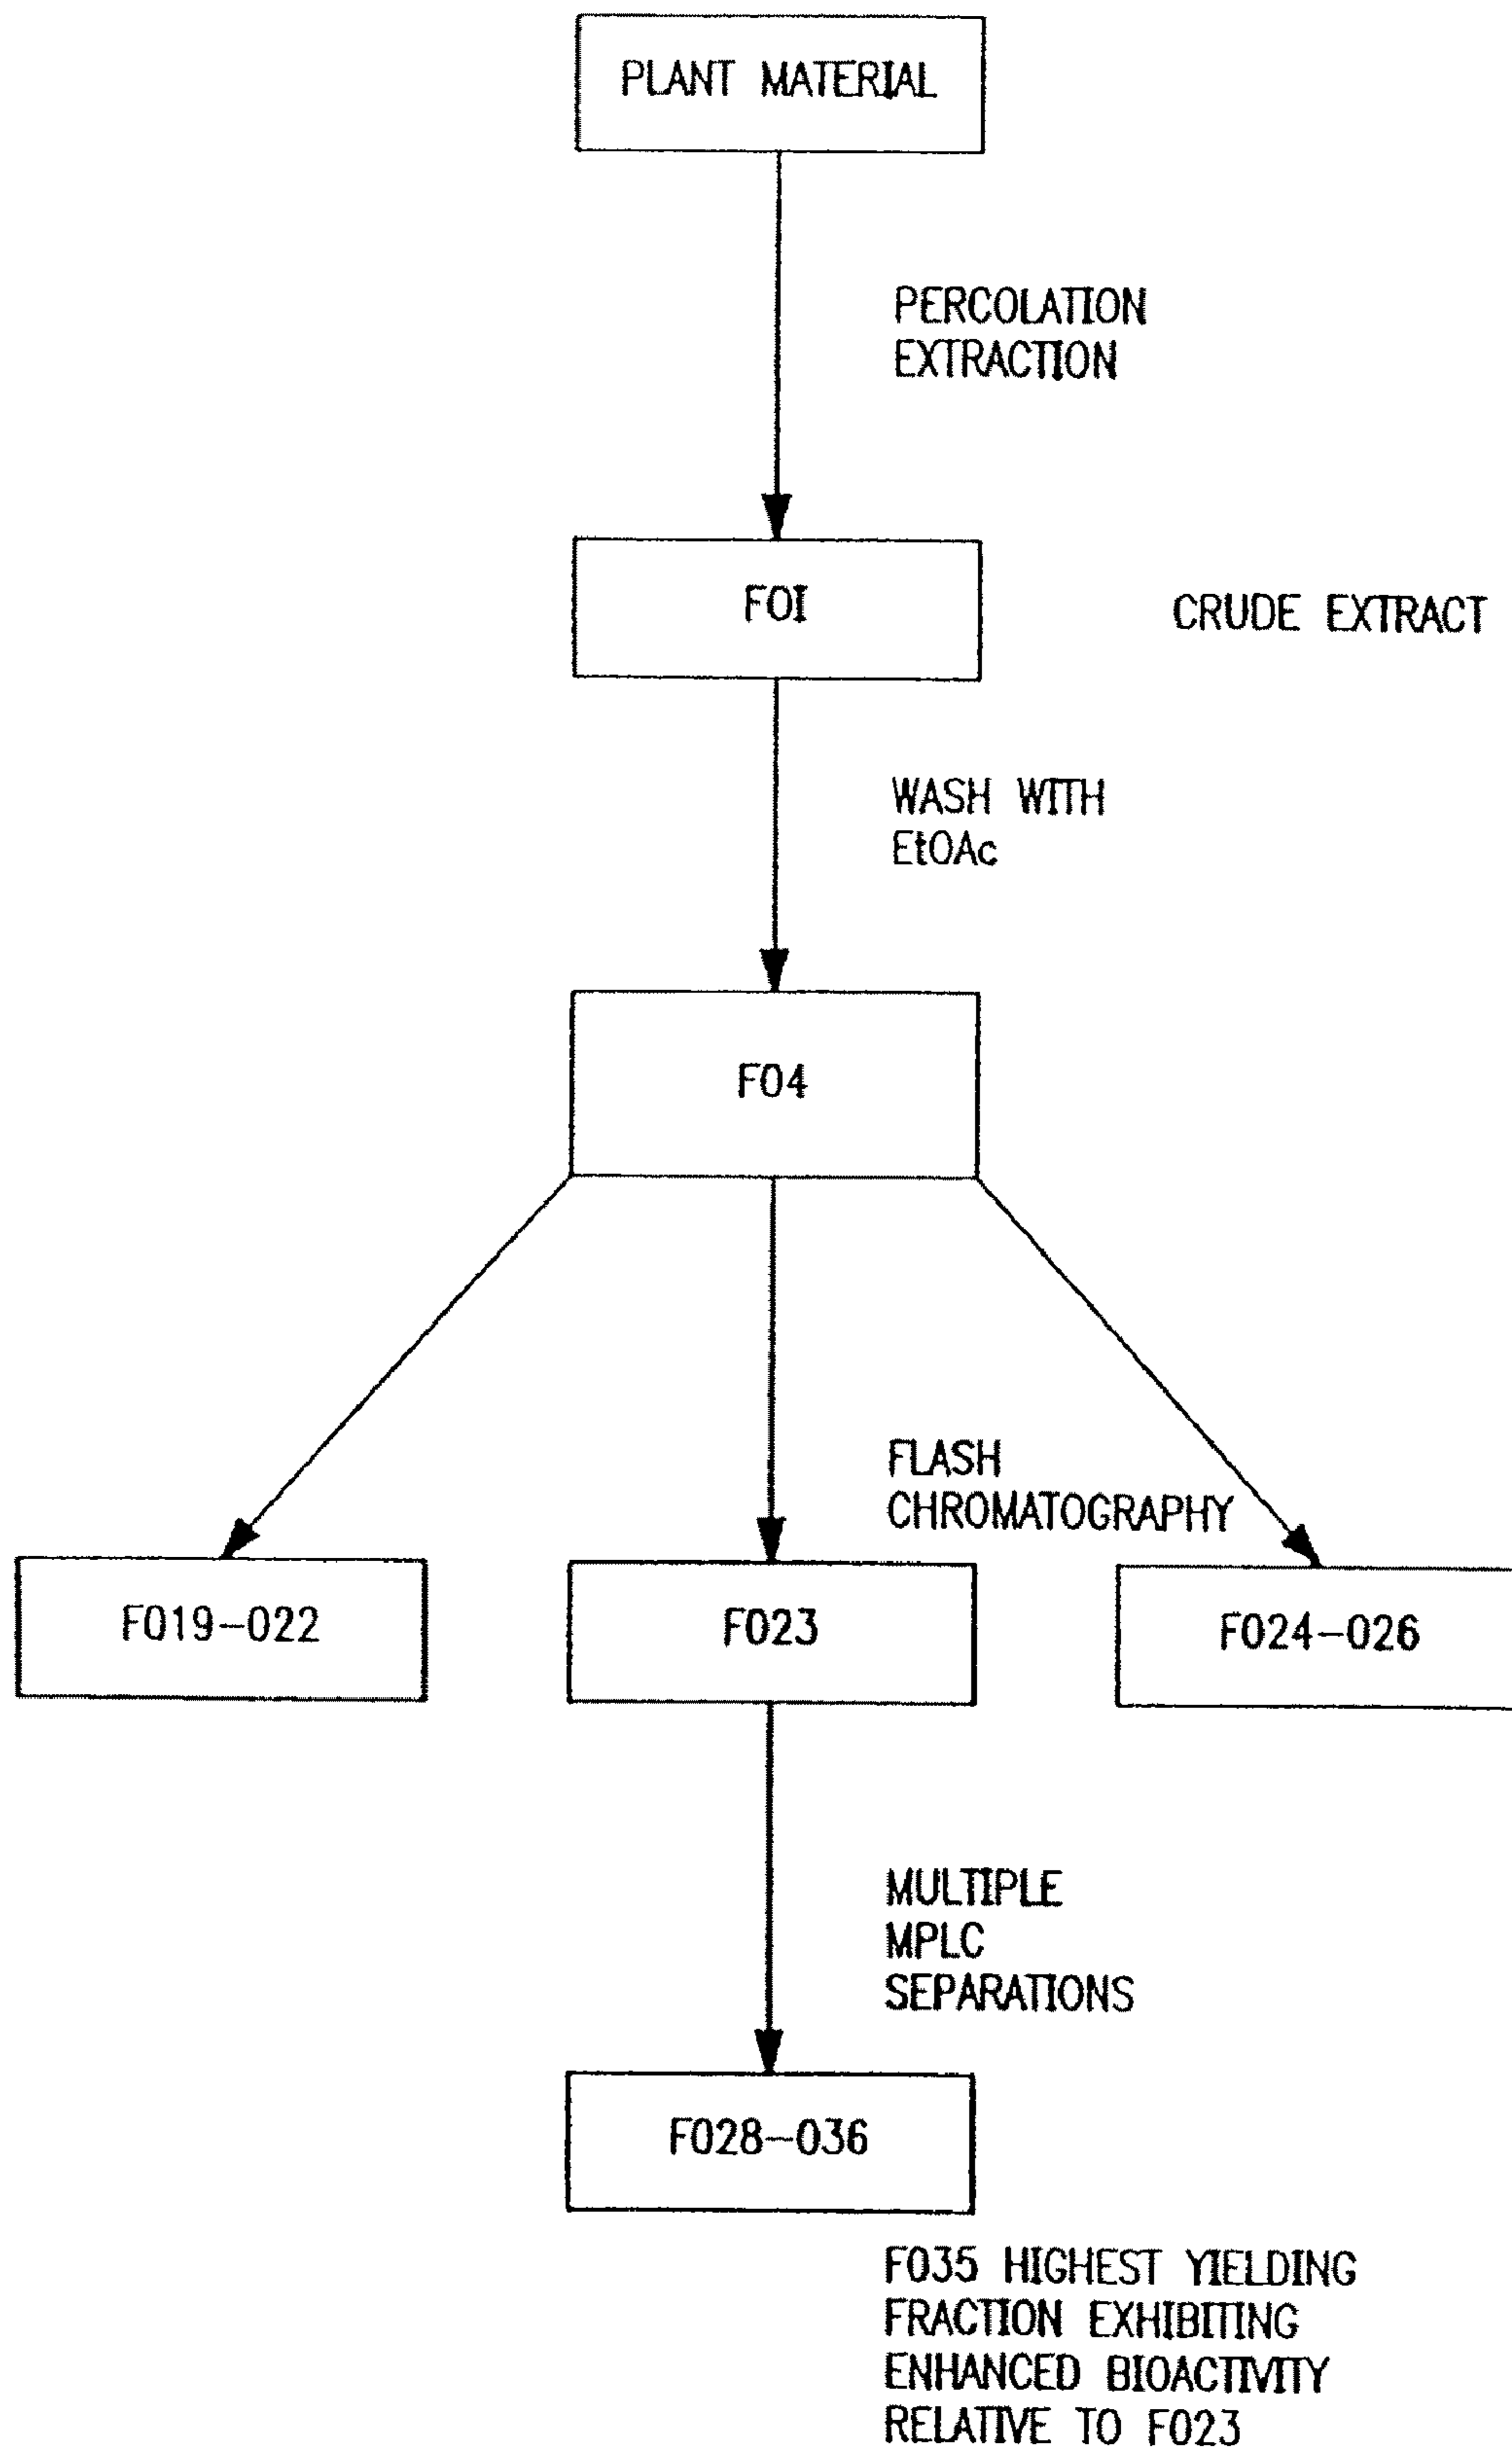 PLANT MATERIAL
PERCOLATION
EXTRACTION
FOI
CRUDE EXTRACT
WASH WITH
EtOAc
F04
FLASH
CHROMATOGRAPHY
F019-022
F023
F024-026
MULTIPLE
MPLC
SEPARATIONS
F028-036
F035 HIGHEST YIELDING
FRACTION EXHIBITING
ENHANCED BIOACTIVITY
RELATIVE TO F023